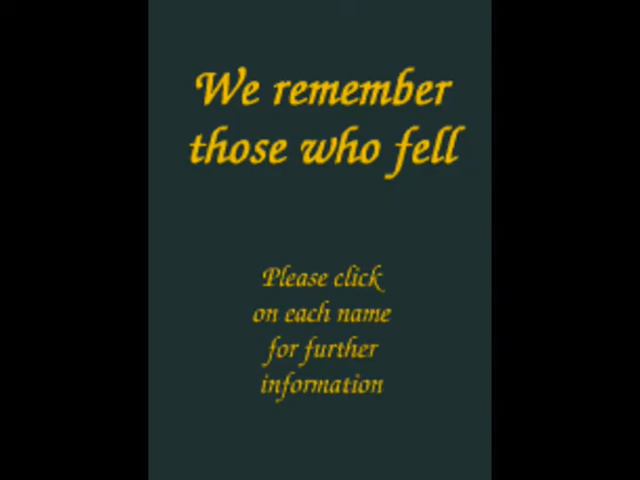 We remember
those who fell
Please click
on each name
for further
information